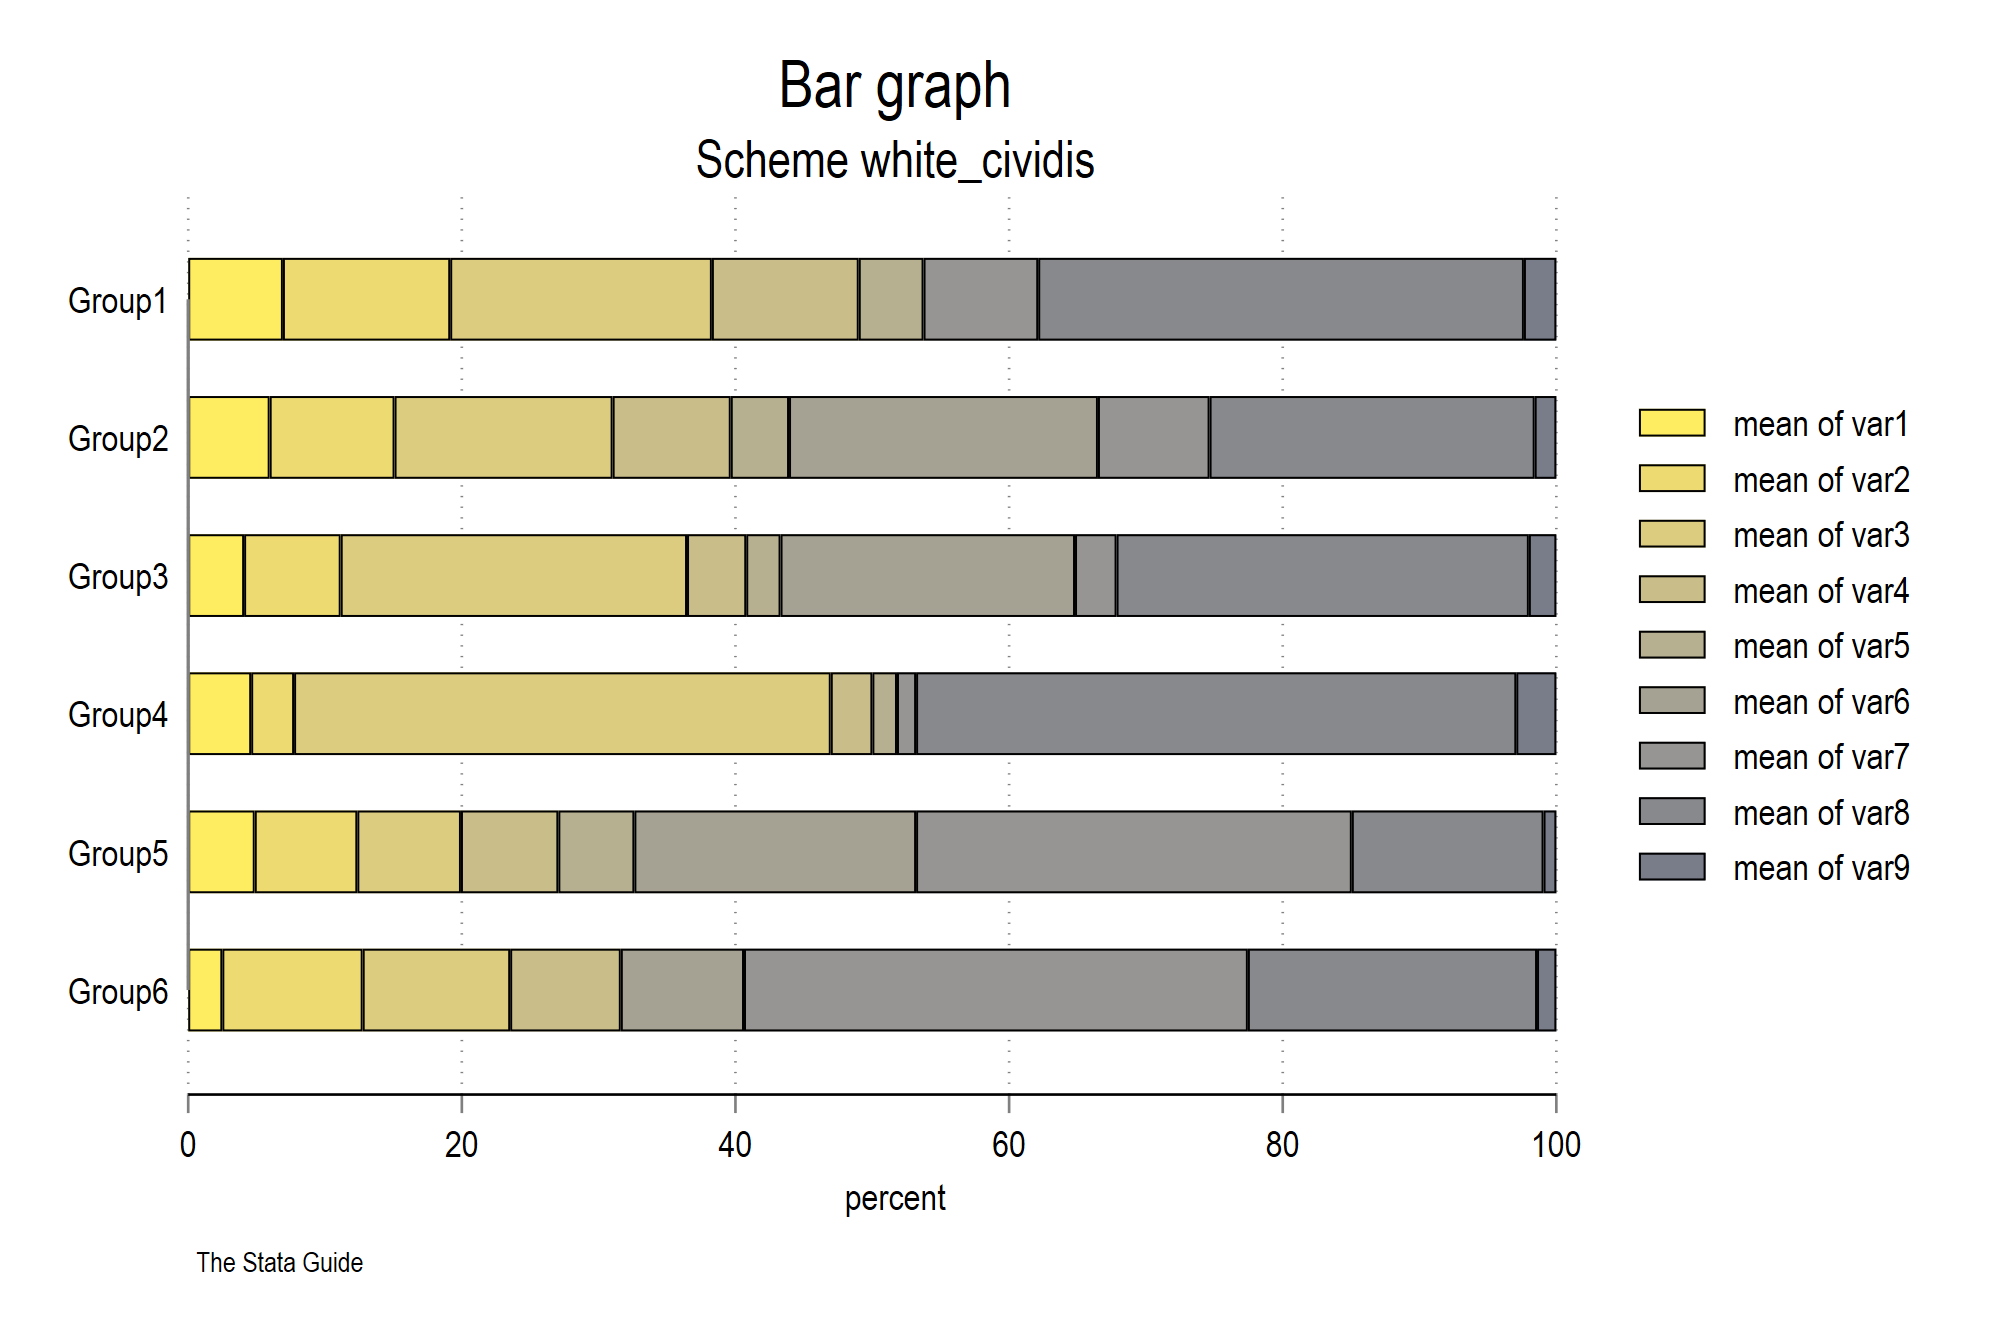 Bar graph
Scheme white_cividis
Group1
Group2
Group3
Group4
Group5
Group6
0 20 40 60 80 100
percent
mean of var1
mean of var2
mean of var3
mean of var4
mean of var5
mean of var6
mean of var7
mean of var8
mean of var9
The Stata Guide